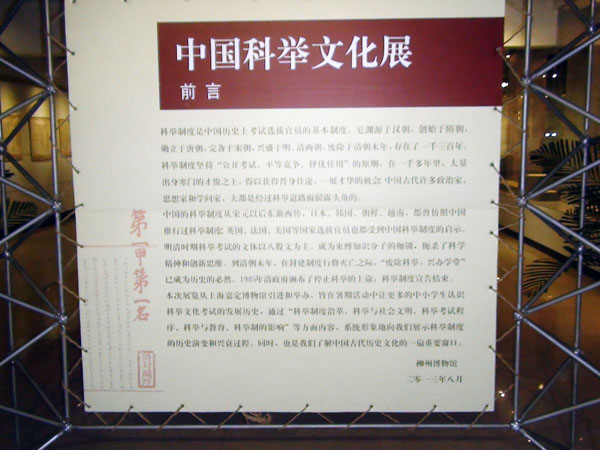 中国科举文化展
前言
科举制度是中国历史上考试选拔官员的基本制度。它渊源于汉朝，创始于隋朝，
确立于唐朝，完备于宋朝，兴盛于明、清两朝，废除于清朝末年，存在了一千三百年。
科举制度坚持“公开考试、平等竞争、择优任用”的原则，在一千多年里，大量
出身寒门的才俊之士，得以获得晋身仕途，一展才华的机会；中国古代许多政治家、
思想家和学问家，大都是经过科举道路而崭露头角的。
中国的科举制度从宋元以后东渐西传，日本、韩国、朝鲜、越南，都曾仿照中国
推行过科举制度；英国、法国、美国等国家选拔官员也都受到中国科举制度的启示。
明清时期科举考试的文体以八股文为主，成为束缚知识分子的枷锁，扼杀了科学
精神和创新思维。到清朝末年，在封建制度行将灭亡之际，“废除科举、兴办学堂”
已成为历史的必然。1905年清政府颁布了停止科举的上谕，科举制度宣告结束。
本次展览从上海嘉定博物馆引进和举办，旨在暑期活动中让更多的中小学生认识
科举文化考试的发展历史，通过“科举制度沿革、科举与社会文明、科举考试程
序、科举与教育、科举制的影响”等方面内容，系统形象地向我们展示科举制度
的历史演变和兴衰过程。同时，也是我们了解中国古代历史文化的一扇重要窗口。
柳州博物馆
二〇一三年八月
第一甲第一名